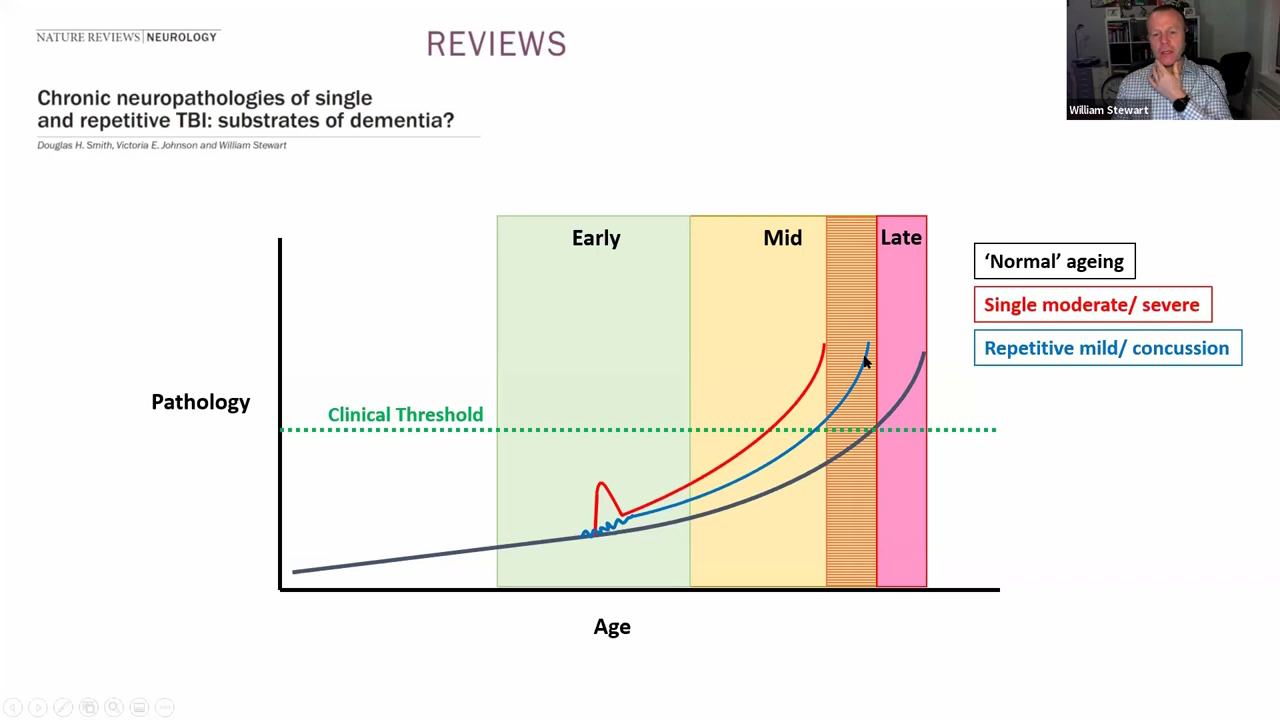 NATURE REVIEWS | NEUROLOGY
REVIEWS
Chronic neuropathologies of single
and repetitive TBI: substrates of dementia?
Douglas H. Smith, Victoria E. Johnson and William Stewart
William Stewart
Early
Mid
Late
‘Normal’ ageing
Single moderate/ severe
Repetitive mild/ concussion
Pathology
Clinical Threshold
Age